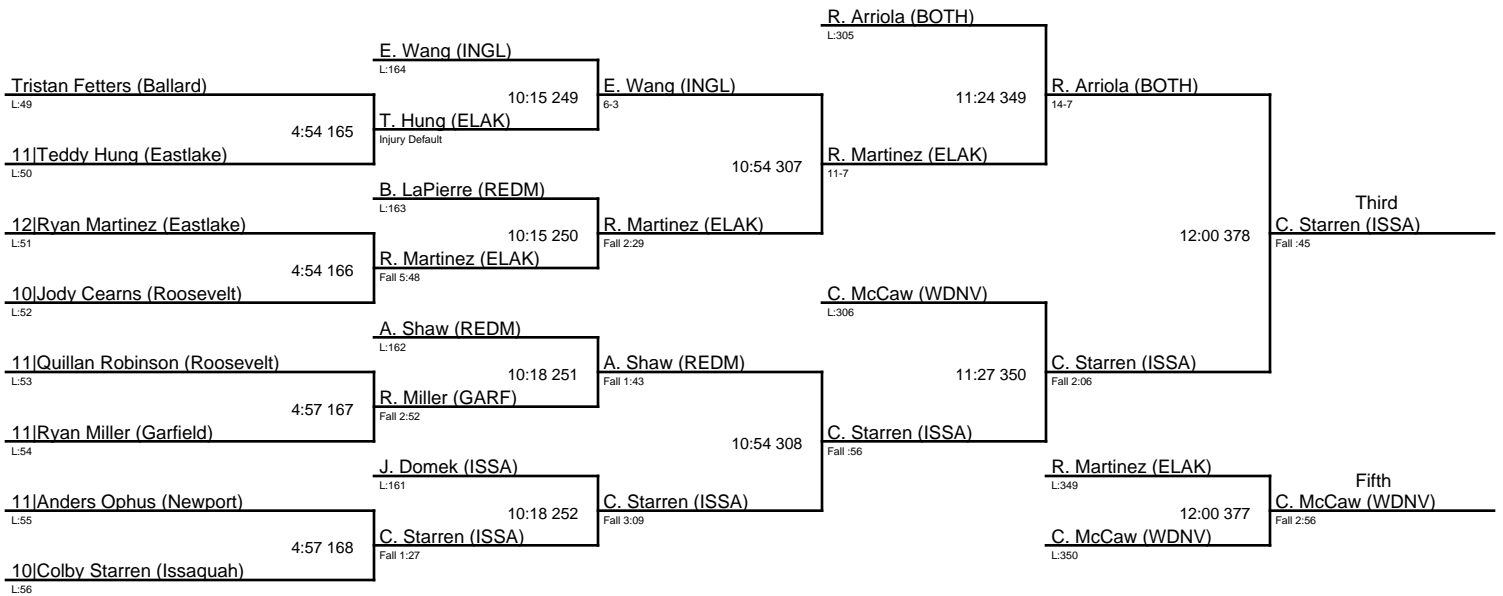 R. Arriola (BOTH)
L:305
E. Wang (INGL)
L:164
Tristan Fetters (Ballard)
L:49
10:15 249
E. Wang (INGL)
6-3
11:24 349
R. Arriola (BOTH)
14-7
4:54 165
T. Hung (ELAK)
Injury Default
11|Teddy Hung (Eastlake)
L:50
10:54 307
R. Martinez (ELAK)
11-7
B. LaPierre (REDM)
L:163
12|Ryan Martinez (Eastlake)
L:51
10:15 250
R. Martinez (ELAK)
Fall 2:29
12:00 378
Third
C. Starren (ISSA)
Fall :45
4:54 166
R. Martinez (ELAK)
Fall 5:48
10|Jody Cearns (Roosevelt)
L:52
C. McCaw (WDNV)
L:306
A. Shaw (REDM)
L:162
11|Quillan Robinson (Roosevelt)
L:53
10:18 251
A. Shaw (REDM)
Fall 1:43
11:27 350
C. Starren (ISSA)
Fall 2:06
4:57 167
R. Miller (GARF)
Fall 2:52
11|Ryan Miller (Garfield)
L:54
10:54 308
C. Starren (ISSA)
Fall :56
J. Domek (ISSA)
L:161
R. Martinez (ELAK)
L:349
11|Anders Ophus (Newport)
L:55
10:18 252
C. Starren (ISSA)
Fall 3:09
12:00 377
Fifth
C. McCaw (WDNV)
Fall 2:56
4:57 168
C. Starren (ISSA)
Fall 1:27
C. McCaw (WDNV)
L:350
10|Colby Starren (Issaquah)
L:56